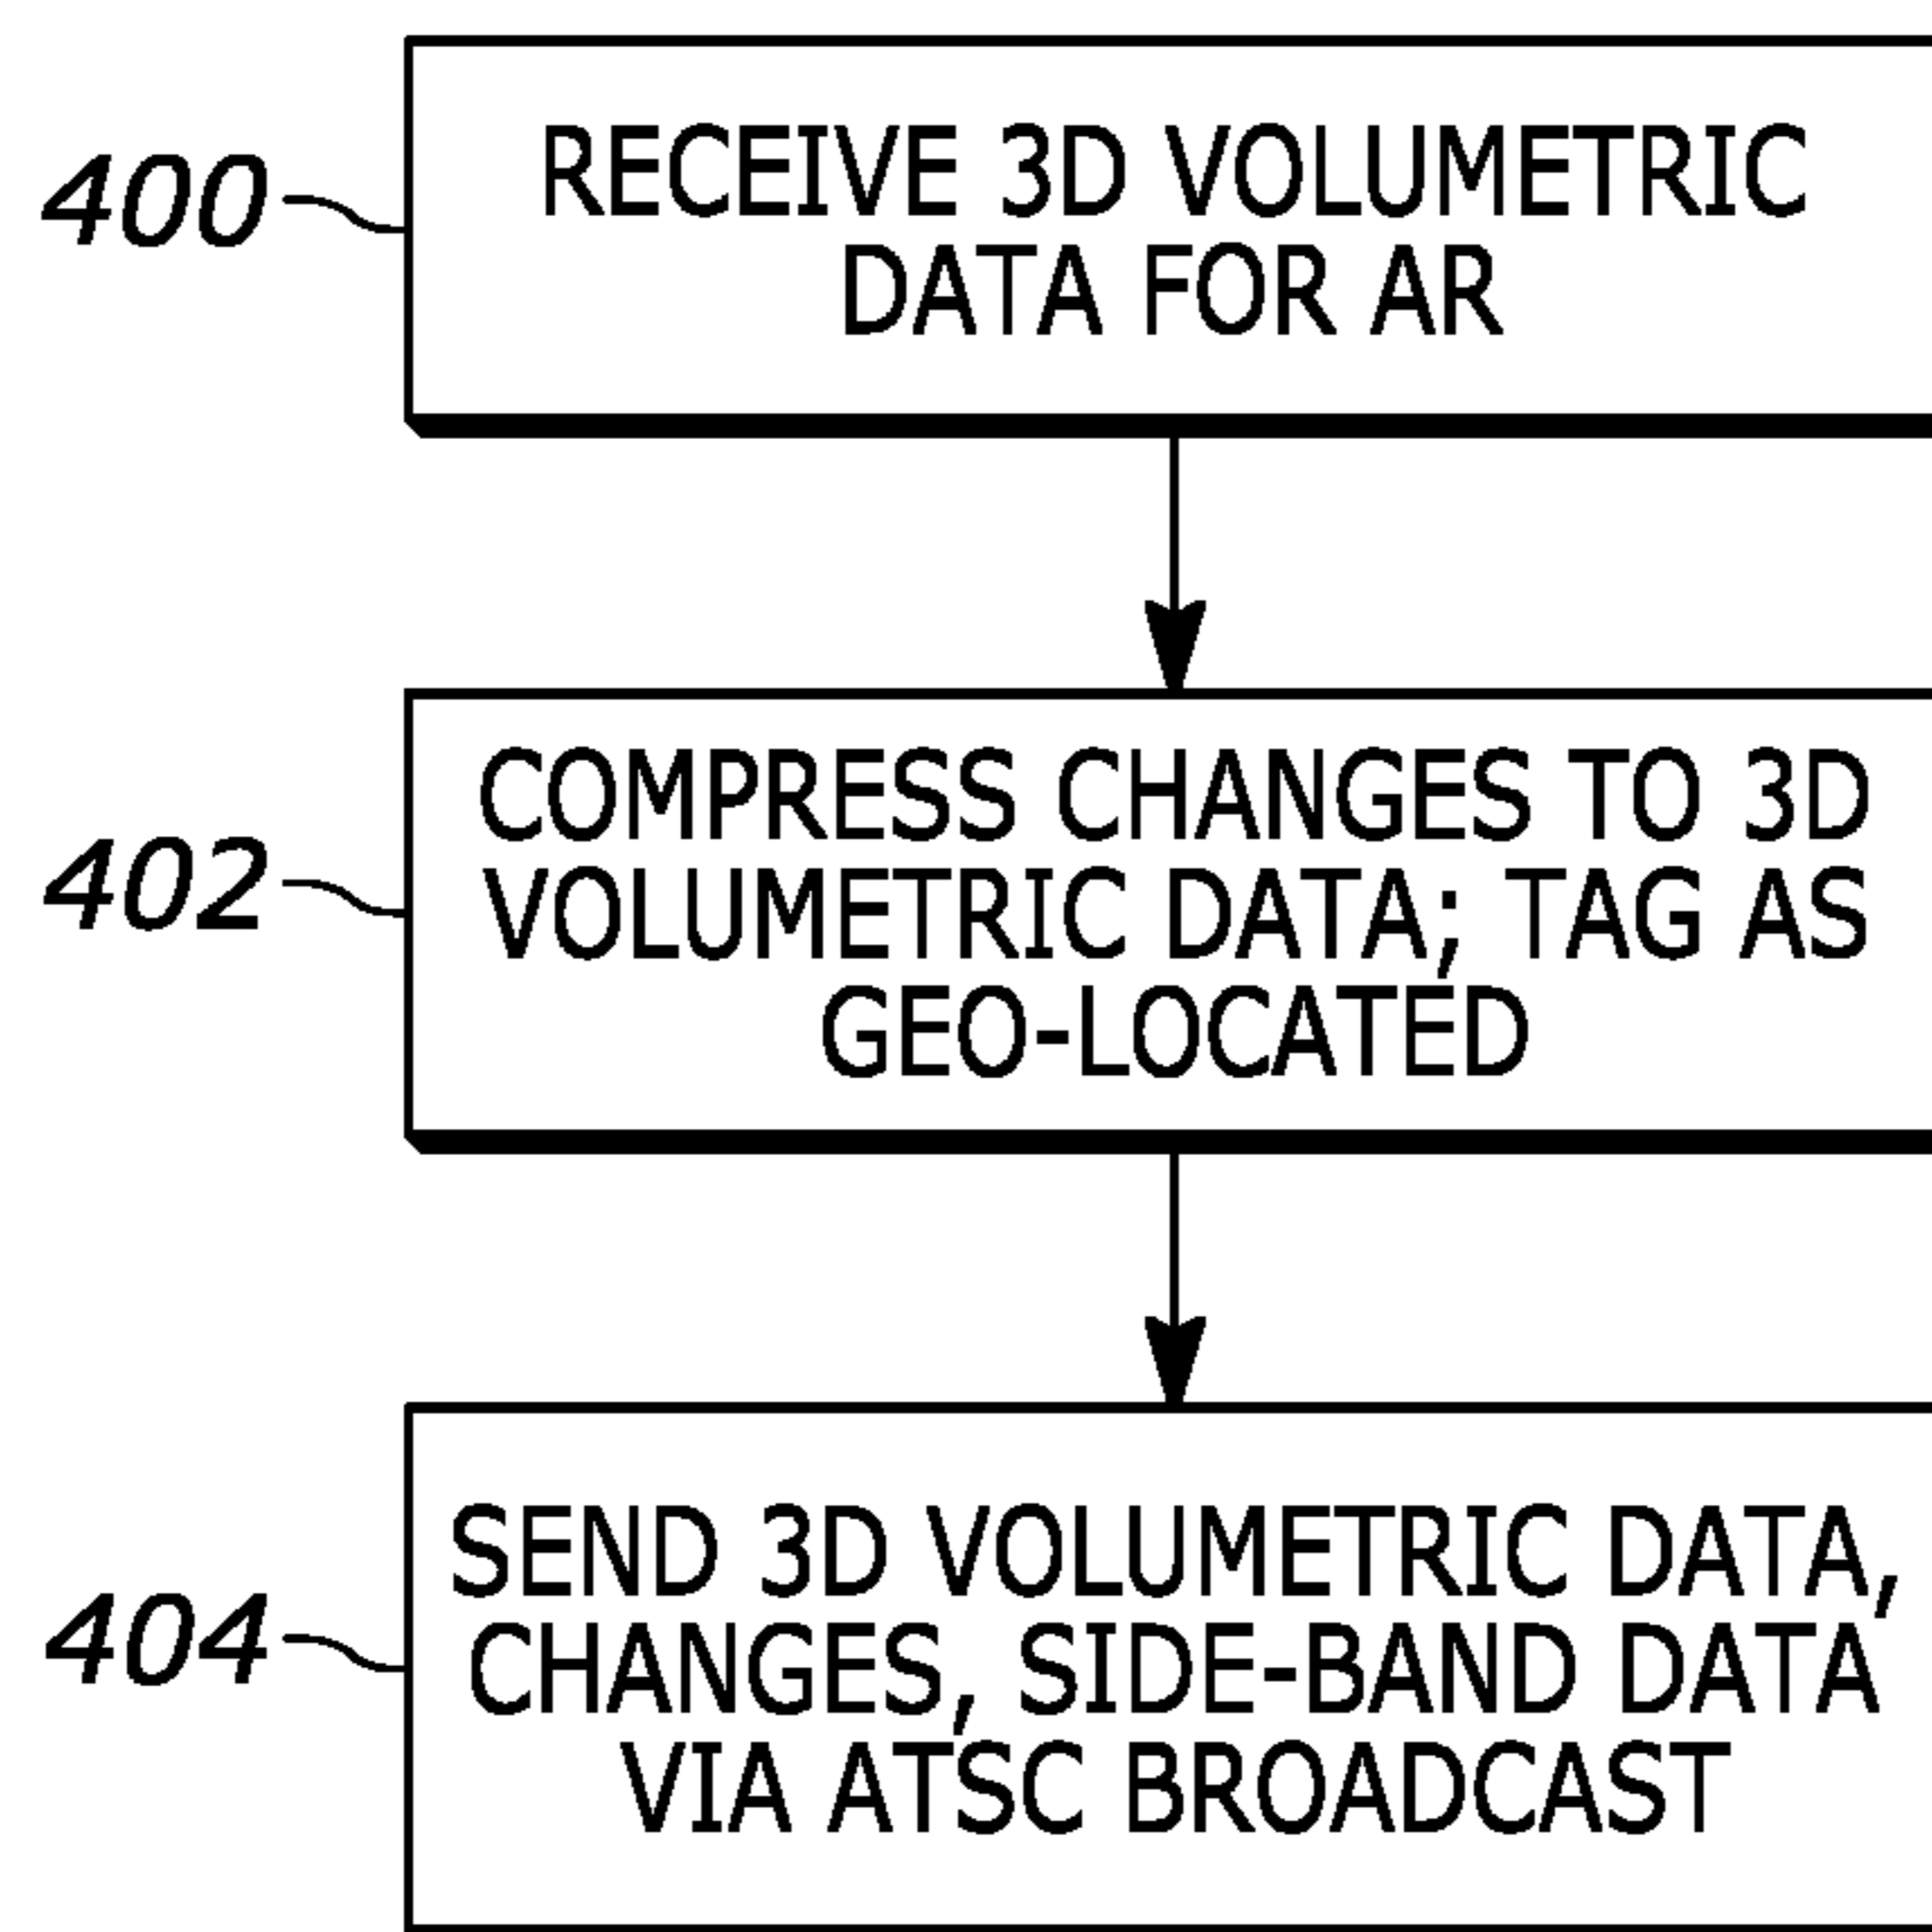 400
RECEIVE 3D VOLUMETRIC
DATA FOR AR
402
COMPRESS CHANGES TO 3D
VOLUMETRIC DATA; TAG AS
GEO-LOCATED
404
SEND 3D VOLUMETRIC DATA,
CHANGES, SIDE-BAND DATA
VIA ATSC BROADCAST